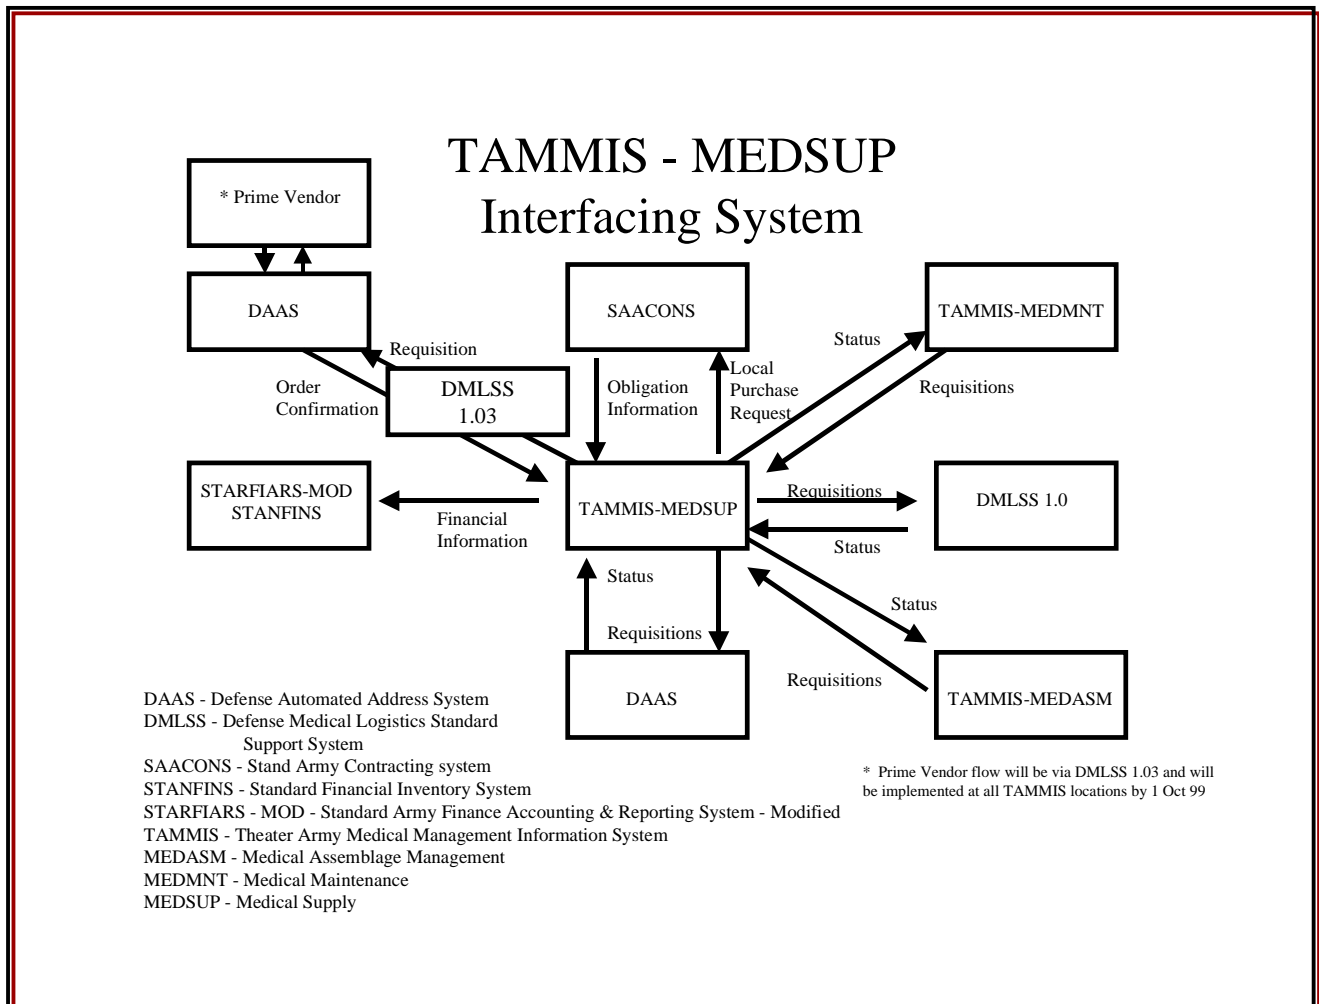 TAMMIS - MEDSUP
Interfacing System
* Prime Vendor
DAAS
SAACONS
TAMMIS-MEDMNT
Requisition
Order
Confirmation
DMLSS
1.03
Obligation
Information
Local
Purchase
Request
Status
Requisitions
STARFIARS-MOD
STANFINS
Financial
Information
TAMMIS-MEDSUP
Requisitions
Status
DMLSS 1.0
Status
Requisitions
DAAS
Status
Requisitions
TAMMIS-MEDASM
DAAS - Defense Automated Address System
DMLSS - Defense Medical Logistics Standard
Support System
SAACONS - Stand Army Contracting system
STANFINS - Standard Financial Inventory System
STARFIARS - MOD - Standard Army Finance Accounting & Reporting System - Modified
TAMMIS - Theater Army Medical Management Information System
MEDASM - Medical Assemblage Management
MEDMNT - Medical Maintenance
MEDSUP - Medical Supply
* Prime Vendor flow will be via DMLSS 1.03 and will
be implemented at all TAMMIS locations by 1 Oct 99